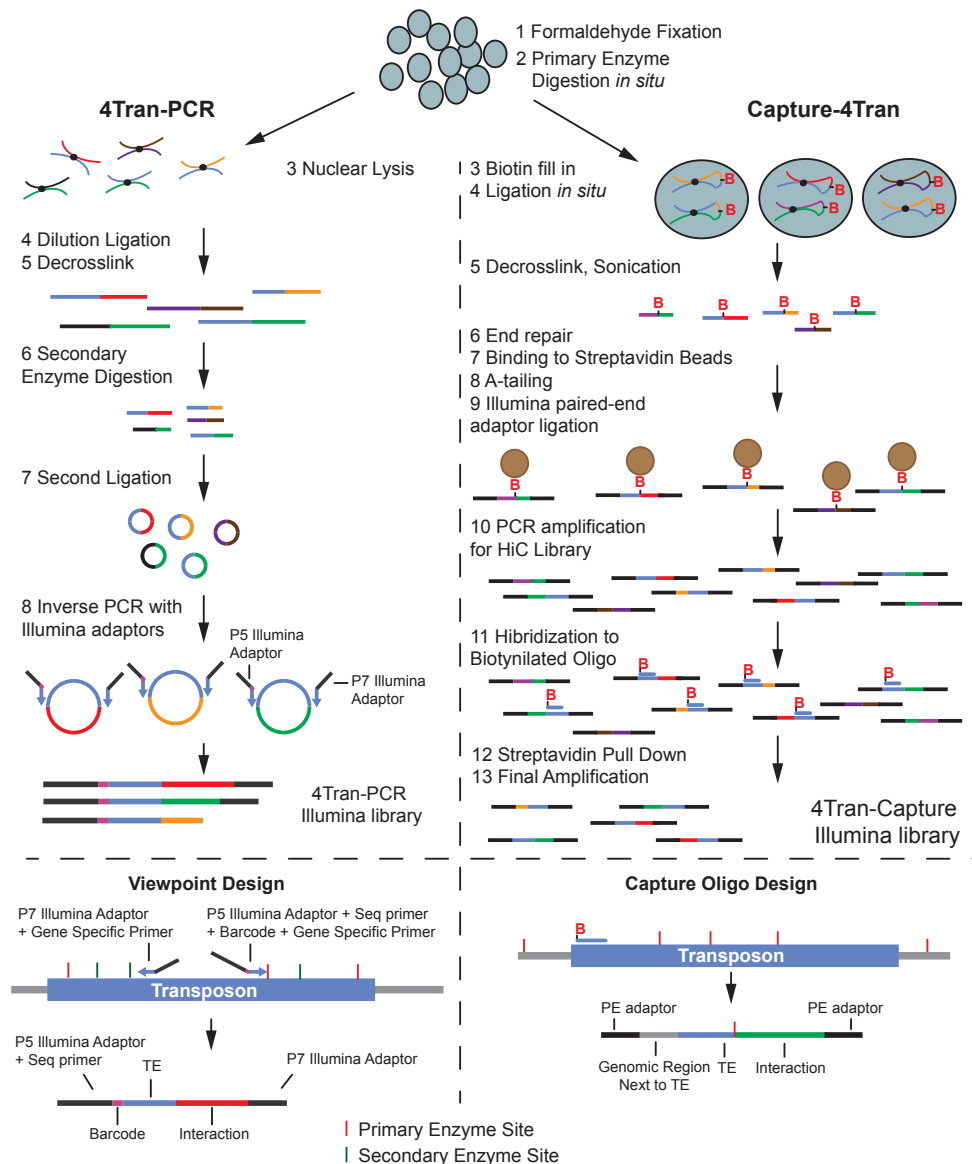 1 Formaldehyde Fixation
2 Primary Enzyme
Digestion in situ
4Tran-PCR
Capture-4Tran
3 Nuclear Lysis
3 Biotin fill in
4 Ligation in situ
B
B
B
B
B
B
4 Dilution Ligation
5 Decrosslink
5 Decrosslink, Sonication
B
B
B
B
B
6 Secondary
Enzyme Digestion
6 End repair
7 Binding to Streptavidin Beads
8 A-tailing
9 Illumina paired-end
adaptor ligation
7 Second Ligation
B
B
B
B
B
10 PCR amplification
for HiC Library
8 Inverse PCR with
Illumina adaptors
P5 Illumina
Adaptor
P7 Illumina
Adaptor
11 Hibridization to
Biotynilated Oligo
B
B
B
B
B
B
12 Streptavidin Pull Down
13 Final Amplification
4Tran-PCR
Illumina library
4Tran-Capture
Illumina library
Viewpoint Design
P7 Illumina Adaptor
+ Gene Specific Primer
P5 Illumina Adaptor + Seq primer
+ Barcode + Gene Specific Primer
Transposon
P5 Illumina Adaptor
+ Seq primer
TE
P7 Illumina Adaptor
Barcode
Interaction
Capture Oligo Design
B
Transposon
PE adaptor
PE adaptor
Genomic Region
Next to TE
TE
Interaction
Primary Enzyme Site
Secondary Enzyme Site